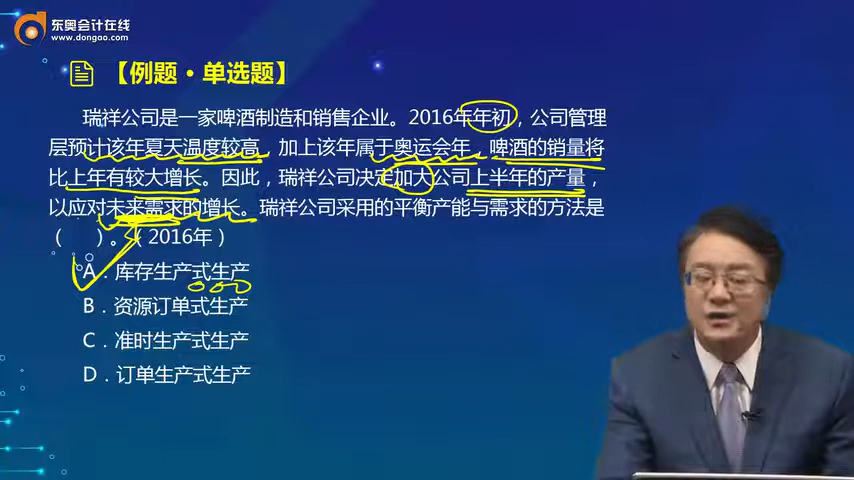 东奥会计在线
www.dongao.com
【例题·单选题】
瑞祥公司是一家啤酒制造和销售企业。2016年年初，公司管理
层预计该年夏天温度较高，加上该年属于奥运会年，啤酒的销量将
比上年有较大增长。因此，瑞祥公司决定加大公司上半年的产量，
以应对未来需求的增长。瑞祥公司采用的平衡产能与需求的方法是
（ ）。（2016年）
A．库存生产式生产
B．资源订单式生产
C．准时生产式生产
D．订单生产式生产